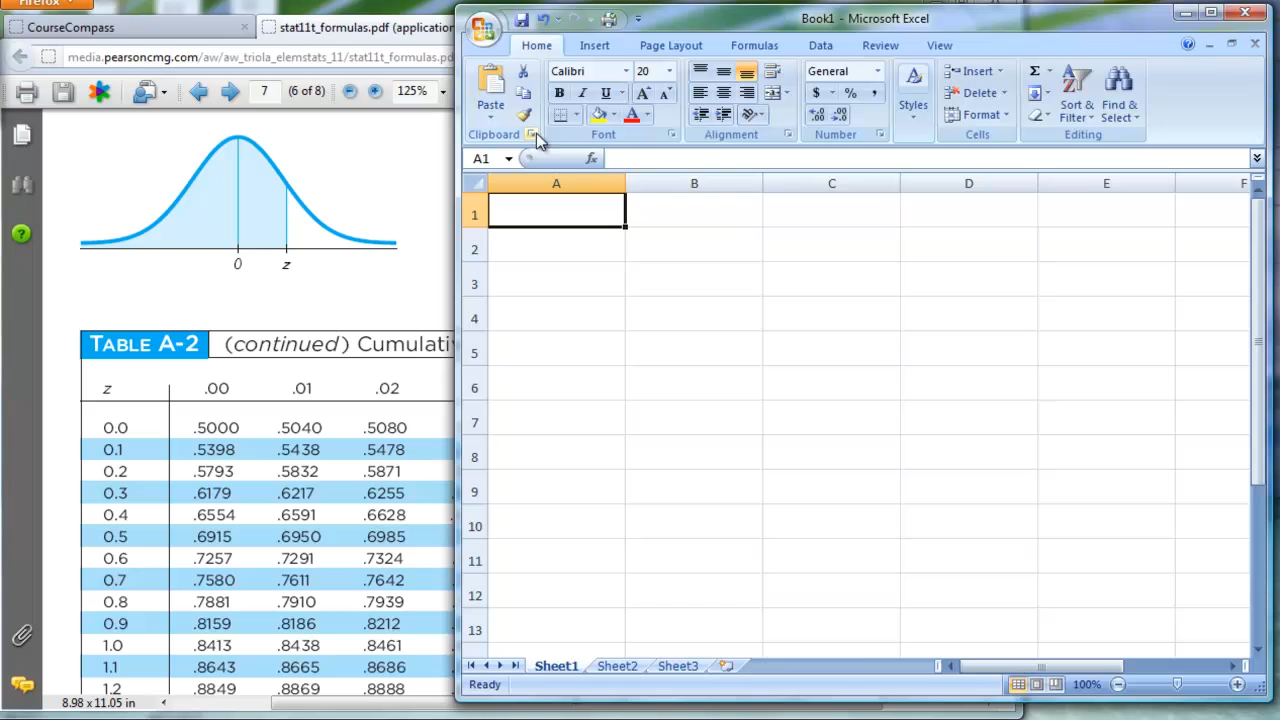 Firefox
CourseCompass
stat11t_formulas.pdf (application
media.pearsoncmg.com/aw/aw_triola_elemstats_11/stat11t_formulas.pd
7 (6 of 8) 125%
0 z
TABLE A-2 (continued) Cumulati
z .00 .01 .02
0.0 .5000 .5040 .5080
0.1 .5398 .5438 .5478
0.2 .5793 .5832 .5871
0.3 .6179 .6217 .6255
0.4 .6554 .6591 .6628
0.5 .6915 .6950 .6985
0.6 .7257 .7291 .7324
0.7 .7580 .7611 .7642
0.8 .7881 .7910 .7939
0.9 .8159 .8186 .8212
1.0 .8413 .8438 .8461
1.1 .8643 .8665 .8686
1.2 .8849 .8869 .8888
8.98 x 11.05 in
Book1 - Microsoft Excel
Home Insert Page Layout Formulas Data Review View
Paste
Clipboard
Calibri 20
B I U A A
A
Font
Alignment
General
$ % ,
.00 .0
Number
A
Styles
Insert
Delete
Format
Cells
Σ
Sort & Filter
Find & Select
Editing
A1 fx
A B C D E F
1
2
3
4
5
6
7
8
9
10
11
12
13
Sheet1 Sheet2 Sheet3
Ready 100%